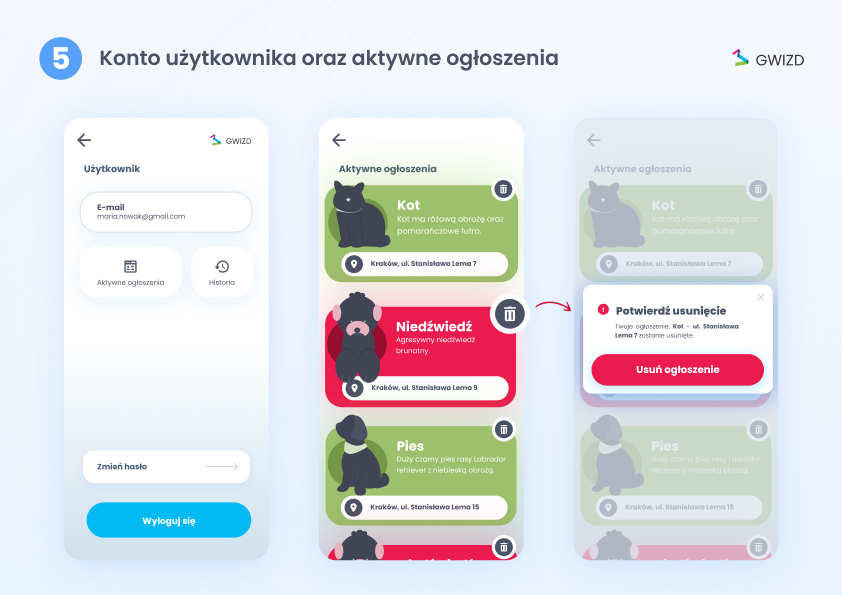 5
Konto użytkownika oraz aktywne ogłoszenia
GWIZD
GWIZD
Użytkownik
E-mail
maria.nowak@gmail.com
Aktywne ogłoszenia
Historia
Zmień hasło
Wyloguj się
Aktywne ogłoszenia
Kot
Kot ma różową obrożę oraz
pomarańczowe futro.
Kraków, ul. Stanisława Lema 7
Niedźwiedź
Agresywny niedźwiedź
brunatny.
Kraków, ul. Stanisława Lema 9
Pies
Duży czarny pies rasy Labrador
retriever z niebieską obrożą.
Kraków, ul. Stanisława Lema 15
Aktywne ogłoszenia
Kot
Kot ma różową obrożę oraz
pomarańczowe futro.
Kraków, ul. Stanisława Lema 7
Potwierdź usunięcie
Twoje ogłoszenie: Kot - ul. Stanisława
Lema 7 zostanie usunięte.
Usuń ogłoszenie
Pies
Duży czarny pies rasy Labrador
retriever z niebieską obrożą.
Kraków, ul. Stanisława Lema 15